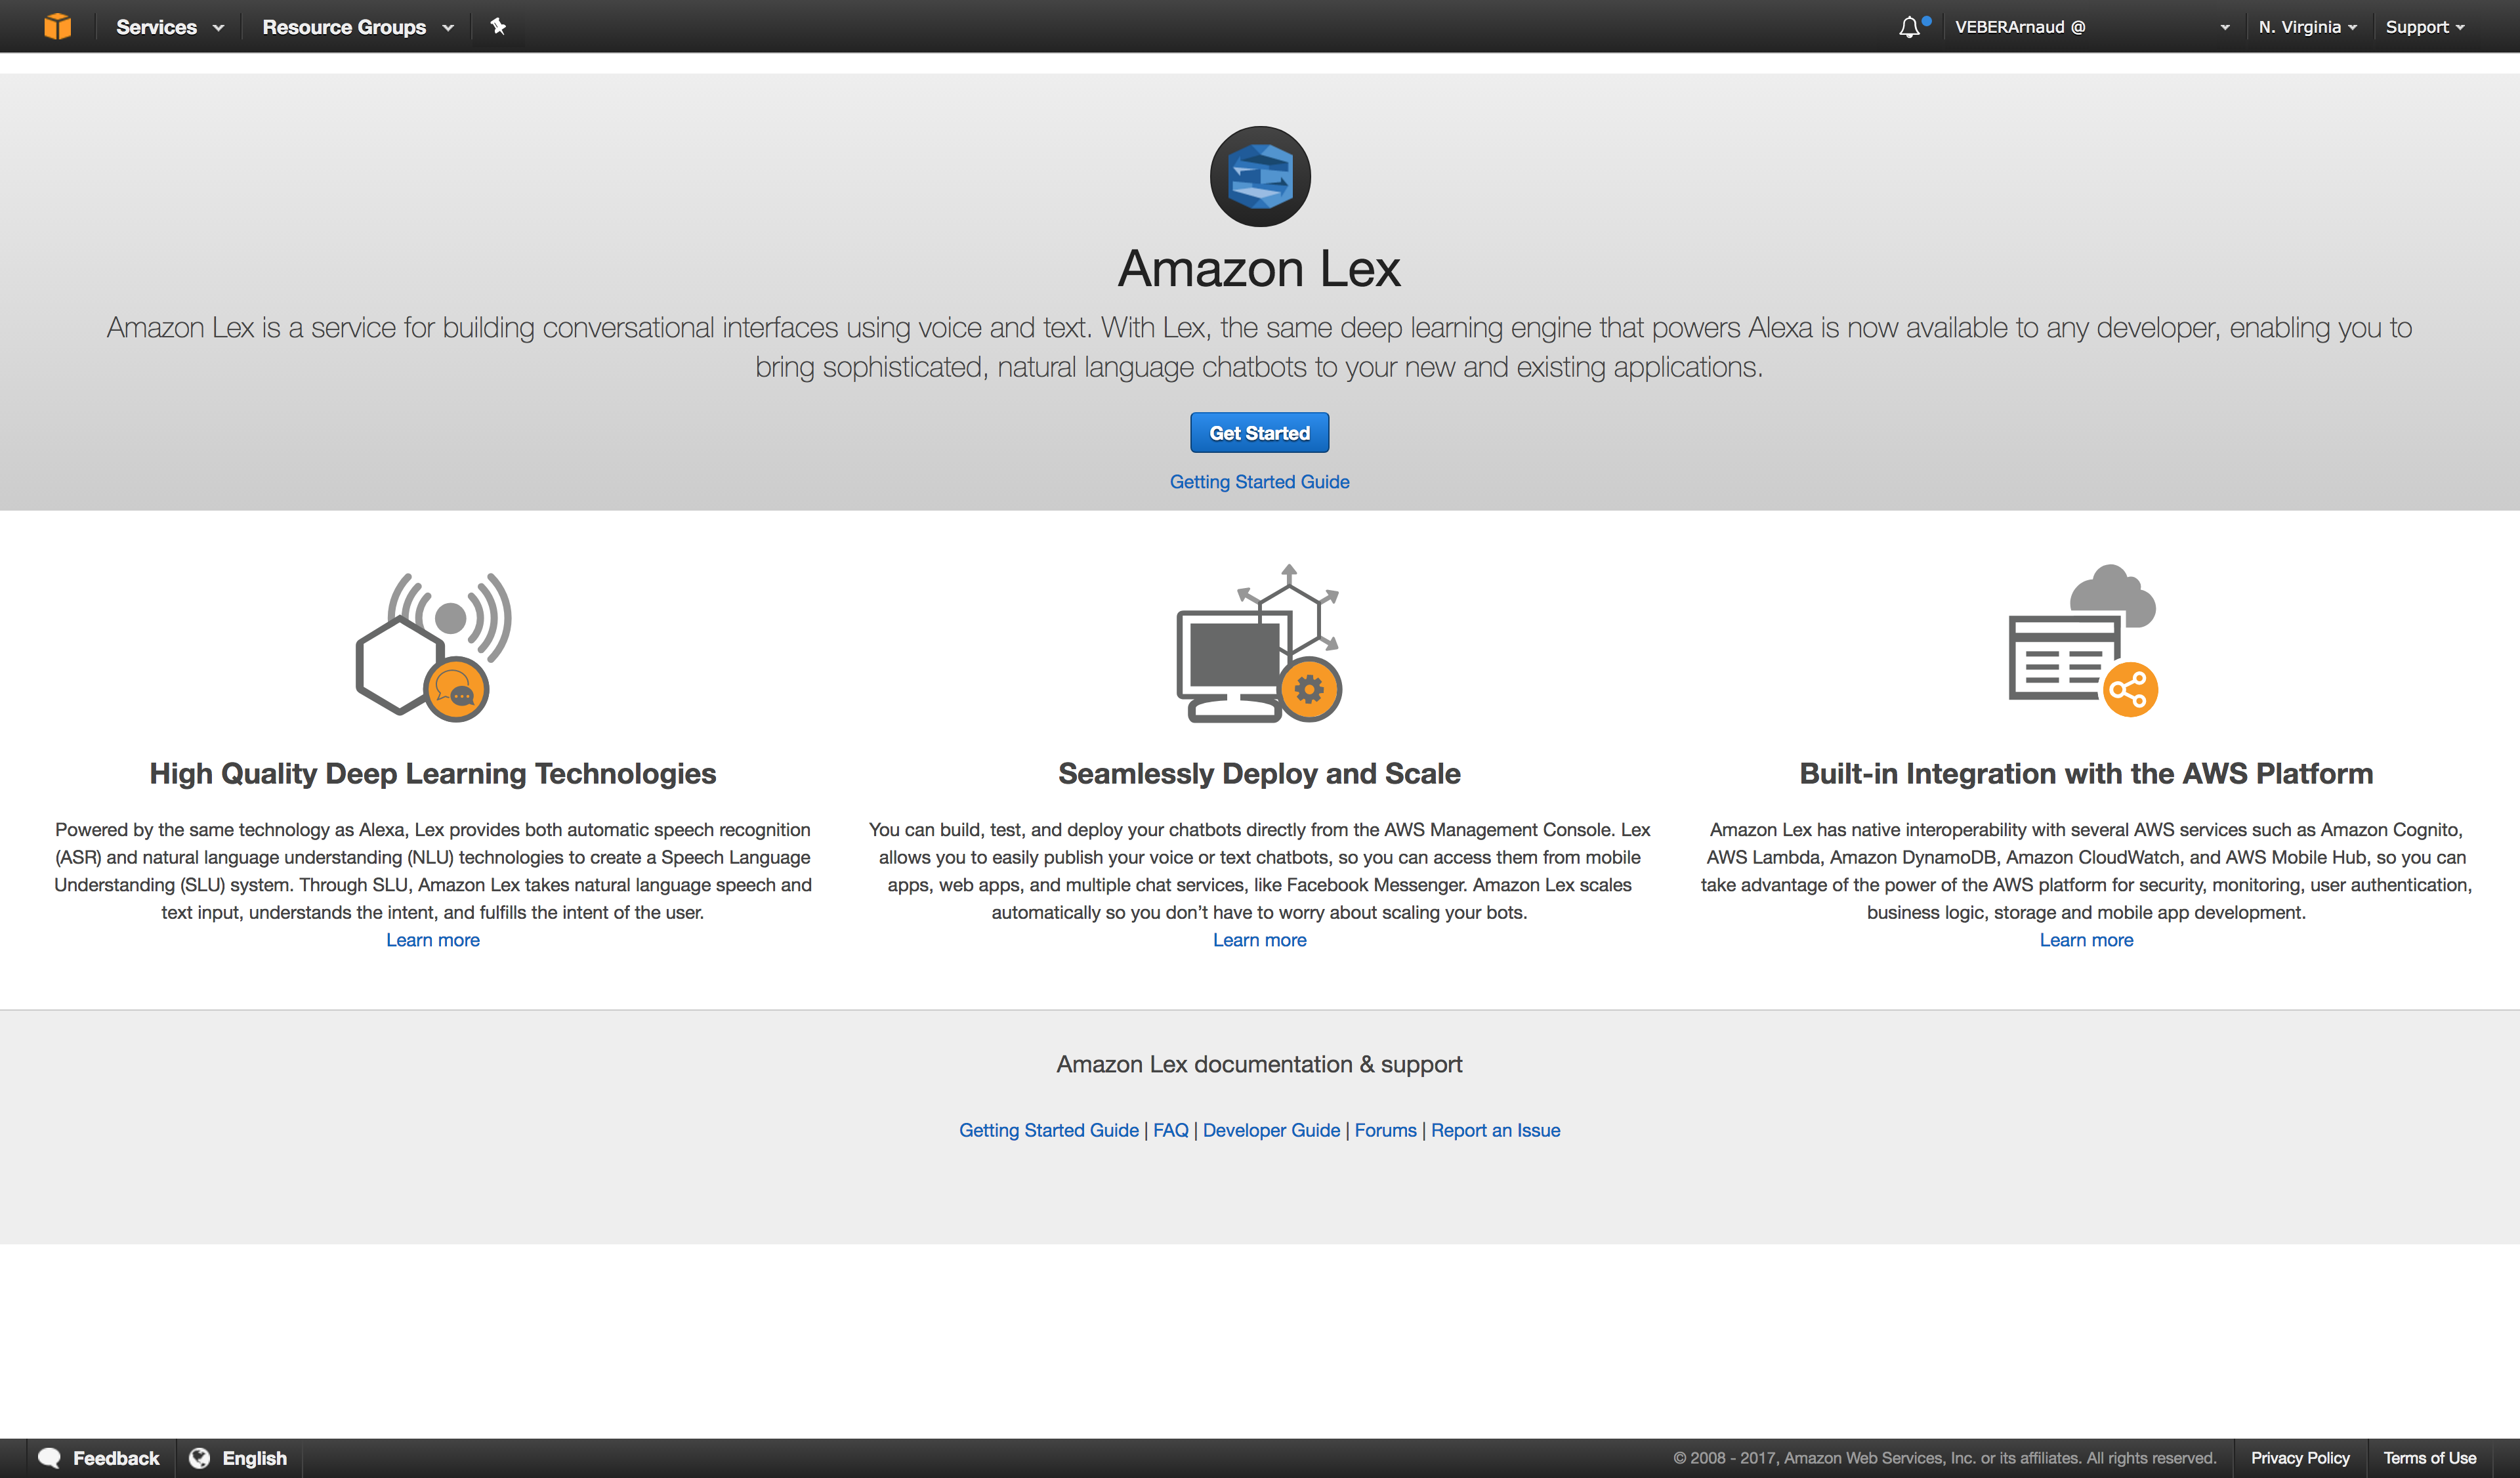 Services
Resource Groups
VEBERArnaud @
N. Virginia
Support
Amazon Lex
Amazon Lex is a service for building conversational interfaces using voice and text. With Lex, the same deep learning engine that powers Alexa is now available to any developer, enabling you to
bring sophisticated, natural language chatbots to your new and existing applications.
Get Started
Getting Started Guide
High Quality Deep Learning Technologies
Powered by the same technology as Alexa, Lex provides both automatic speech recognition
(ASR) and natural language understanding (NLU) technologies to create a Speech Language
Understanding (SLU) system. Through SLU, Amazon Lex takes natural language speech and
text input, understands the intent, and fulfills the intent of the user.
Learn more
Seamlessly Deploy and Scale
You can build, test, and deploy your chatbots directly from the AWS Management Console. Lex
allows you to easily publish your voice or text chatbots, so you can access them from mobile
apps, web apps, and multiple chat services, like Facebook Messenger. Amazon Lex scales
automatically so you don’t have to worry about scaling your bots.
Learn more
Built-in Integration with the AWS Platform
Amazon Lex has native interoperability with several AWS services such as Amazon Cognito,
AWS Lambda, Amazon DynamoDB, Amazon CloudWatch, and AWS Mobile Hub, so you can
take advantage of the power of the AWS platform for security, monitoring, user authentication,
business logic, storage and mobile app development.
Learn more
Amazon Lex documentation & support
Getting Started Guide | FAQ | Developer Guide | Forums | Report an Issue
Feedback
English
© 2008 - 2017, Amazon Web Services, Inc. or its affiliates. All rights reserved.
Privacy Policy
Terms of Use